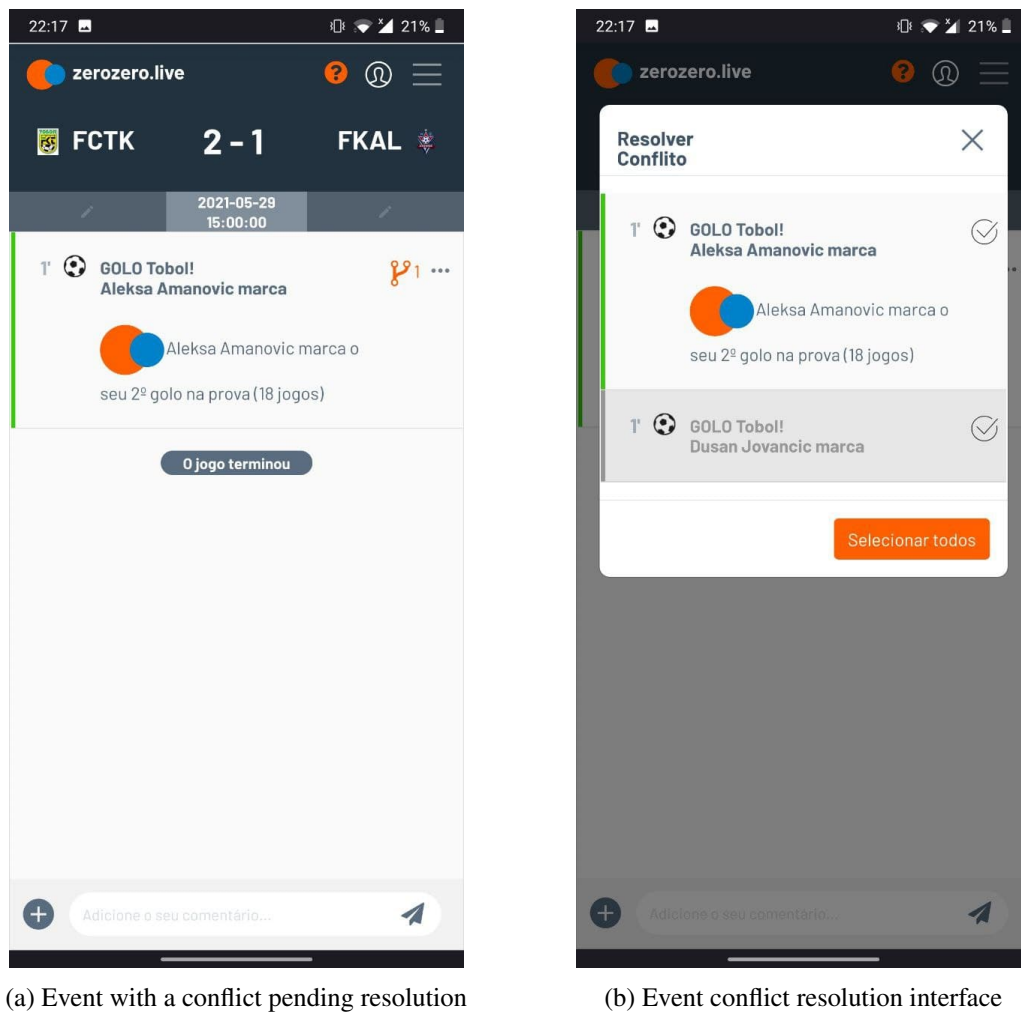 22:17
21%
zerozero.live
?
FCTK
2 – 1
FKAL
2021-05-29
15:00:00
1'
GOLO Tobol!
Aleksa Amanovic marca
1
Aleksa Amanovic marca o
seu 2º golo na prova (18 jogos)
O jogo terminou
Adicione o seu comentário...
(a) Event with a conflict pending resolution
22:17
21%
zerozero.live
?
Resolver
Conflito
1'
GOLO Tobol!
Aleksa Amanovic marca
Aleksa Amanovic marca o
seu 2º golo na prova (18 jogos)
1'
GOLO Tobol!
Dusan Jovancic marca
Selecionar todos
Adicione o seu comentário...
(b) Event conflict resolution interface